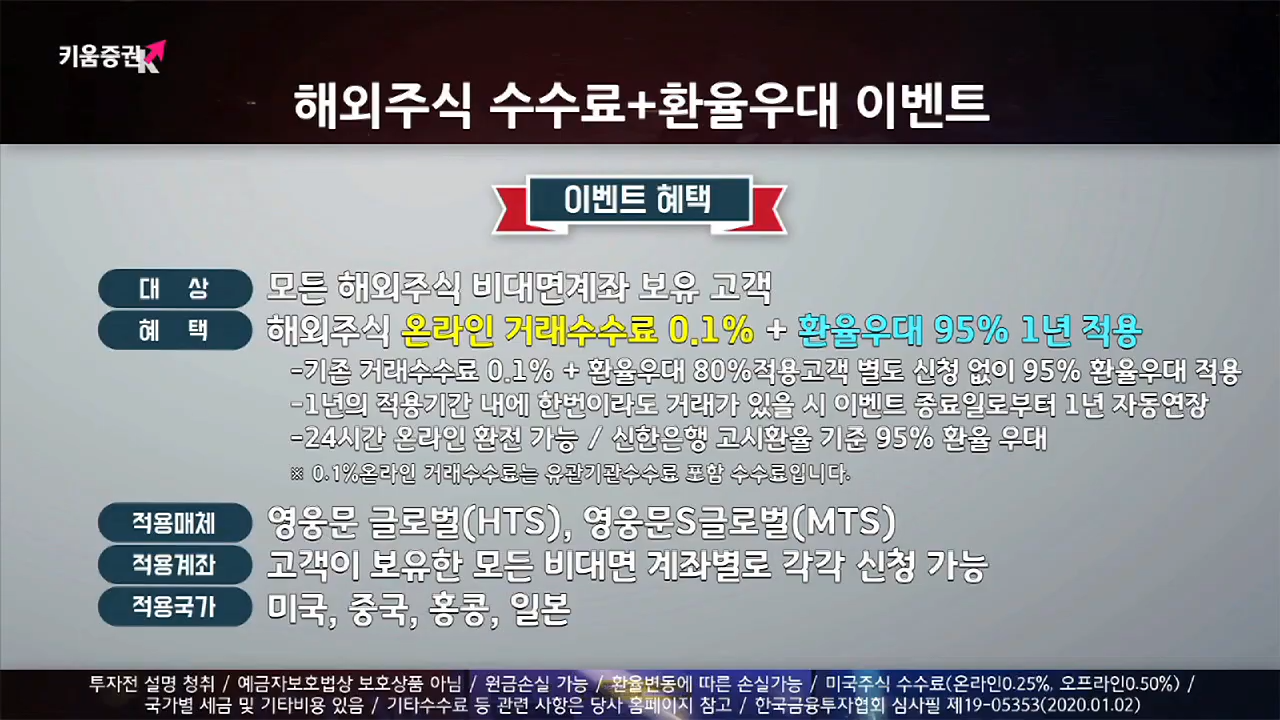 키움증권
해외주식 수수료+환율우대 이벤트
이벤트 혜택
대 상 모든 해외주식 비대면계좌 보유 고객
혜 택 해외주식 온라인 거래수수료 0.1% + 환율우대 95% 1년 적용
-기존 거래수수료 0.1% + 환율우대 80%적용고객 별도 신청 없이 95% 환율우대 적용
-1년의 적용기간 내에 한번이라도 거래가 있을 시 이벤트 종료일로부터 1년 자동연장
-24시간 온라인 환전 가능 / 신한은행 고시환율 기준 95% 환율 우대
※ 0.1%온라인 거래수수료는 유관기관수수료 포함 수수료입니다.
적용매체 영웅문 글로벌(HTS), 영웅문S글로벌(MTS)
적용계좌 고객이 보유한 모든 비대면 계좌별로 각각 신청 가능
적용국가 미국, 중국, 홍콩, 일본
투자전 설명 청취 / 예금자보호법상 보호상품 아님 / 원금손실 가능 / 환율변동에 따른 손실가능 / 미국주식 수수료(온라인0.25%, 오프라인0.50%) /
국가별 세금 및 기타비용 있음 / 기타수수료 등 관련 사항은 당사 홈페이지 참고 / 한국금융투자협회 심사필 제19-05353(2020.01.02)